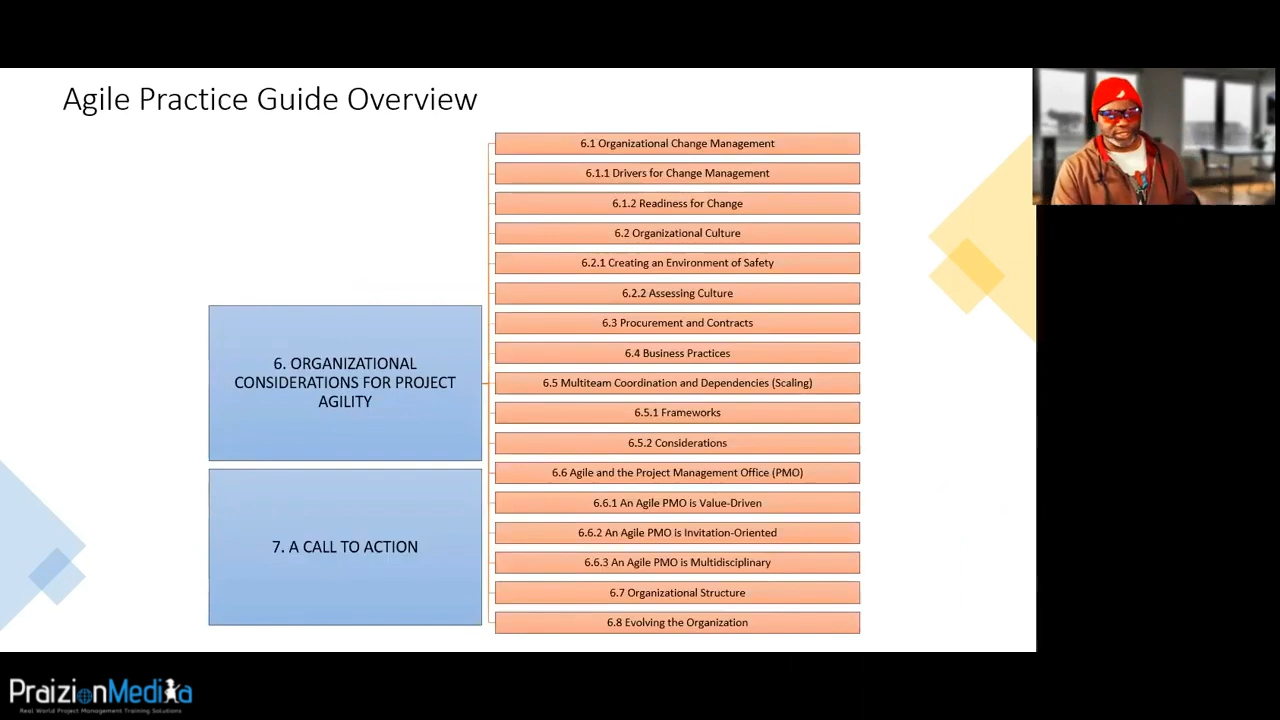 Agile Practice Guide Overview
6. ORGANIZATIONAL
CONSIDERATIONS FOR PROJECT
AGILITY
6.1 Organizational Change Management
6.1.1 Drivers for Change Management
6.1.2 Readiness for Change
6.2 Organizational Culture
6.2.1 Creating an Environment of Safety
6.2.2 Assessing Culture
6.3 Procurement and Contracts
6.4 Business Practices
6.5 Multiteam Coordination and Dependencies (Scaling)
6.5.1 Frameworks
6.5.2 Considerations
6.6 Agile and the Project Management Office (PMO)
6.6.1 An Agile PMO is Value-Driven
6.6.2 An Agile PMO is Invitation-Oriented
6.6.3 An Agile PMO is Multidisciplinary
6.7 Organizational Structure
6.8 Evolving the Organization
7. A CALL TO ACTION
PraizionMedia
Real World Project Management Training Solutions